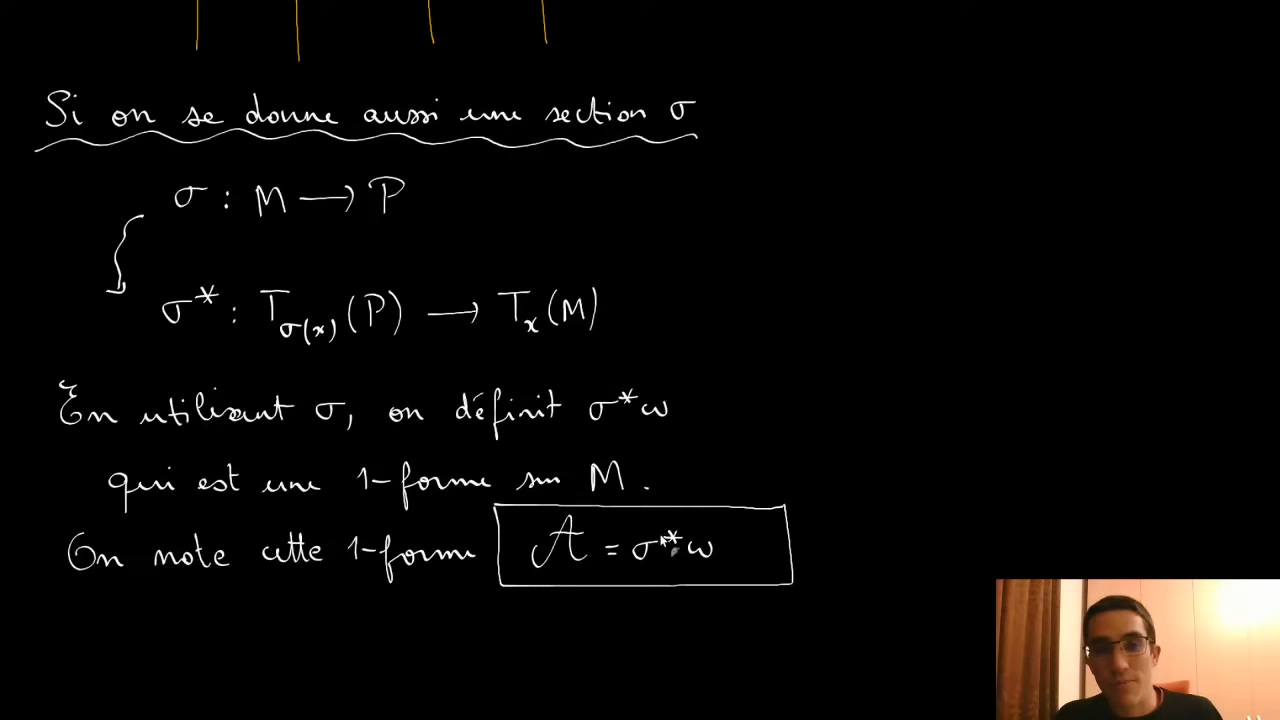 Si on se donne aussi une section σ
σ : M ⟶ P
σ* : T_σ(x) (P) ⟶ T_x (M)
En utilisant σ, on définit σ*ω
qui est une 1-forme sur M.
On note cette 1-forme 𝒜 = σ*ω